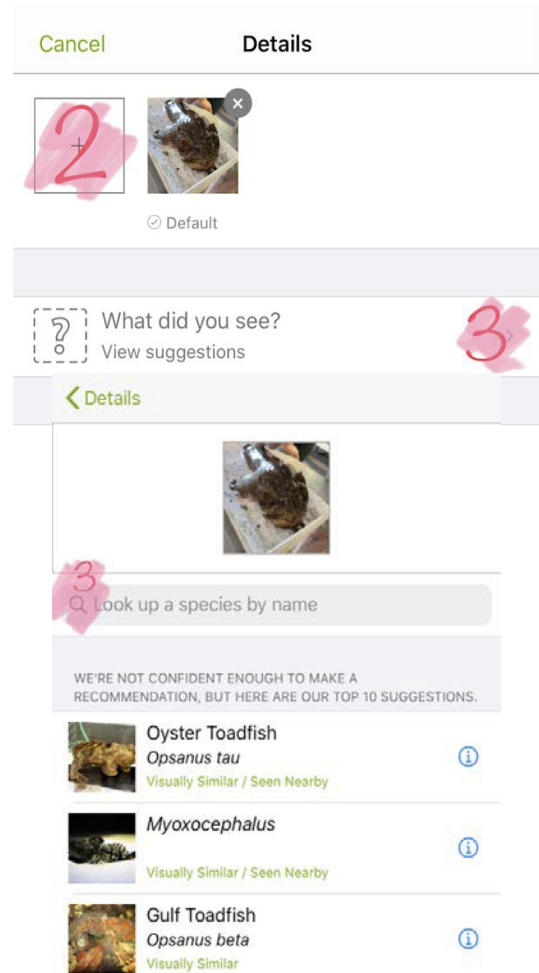 Cancel Details
2
Default
What did you see?
3
View suggestions
Details
3
Look up a species by name
WE'RE NOT CONFIDENT ENOUGH TO MAKE A
RECOMMENDATION, BUT HERE ARE OUR TOP 10 SUGGESTIONS.
Oyster Toadfish
Opsanus tau
Visually Similar / Seen Nearby
Myoxocephalus
Visually Similar / Seen Nearby
Gulf Toadfish
Opsanus beta
Visually Similar